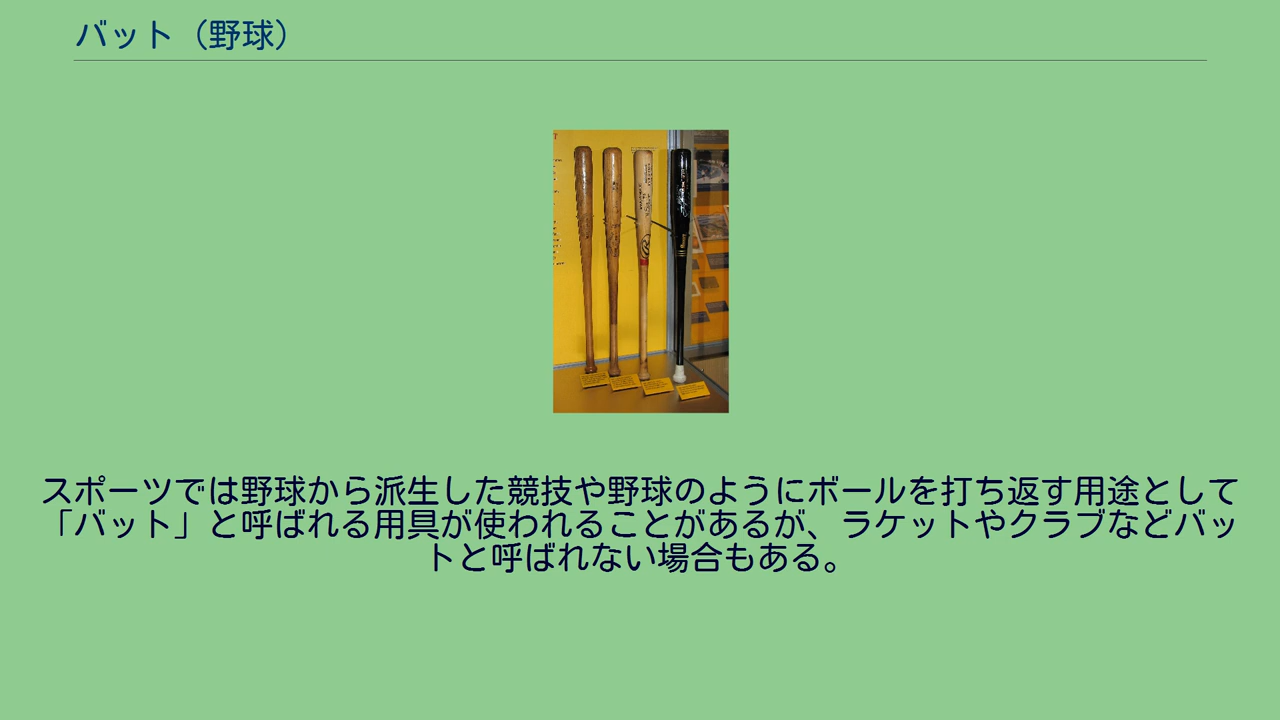 バット（野球）
スポーツでは野球から派生した競技や野球のようにボールを打ち返す用途として
「バット」と呼ばれる用具が使われることがあるが、ラケットやクラブなどバッ
トと呼ばれない場合もある。